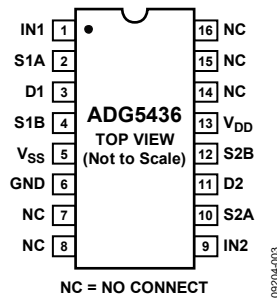 IN1 1 16 NC
S1A 2 15 NC
D1 3 14 NC
S1B 4 13 VDD
VSS 5 12 S2B
GND 6 11 D2
NC 7 10 S2A
NC 8 9 IN2
ADG5436
TOP VIEW
(Not to Scale)
NC = NO CONNECT
09204-003